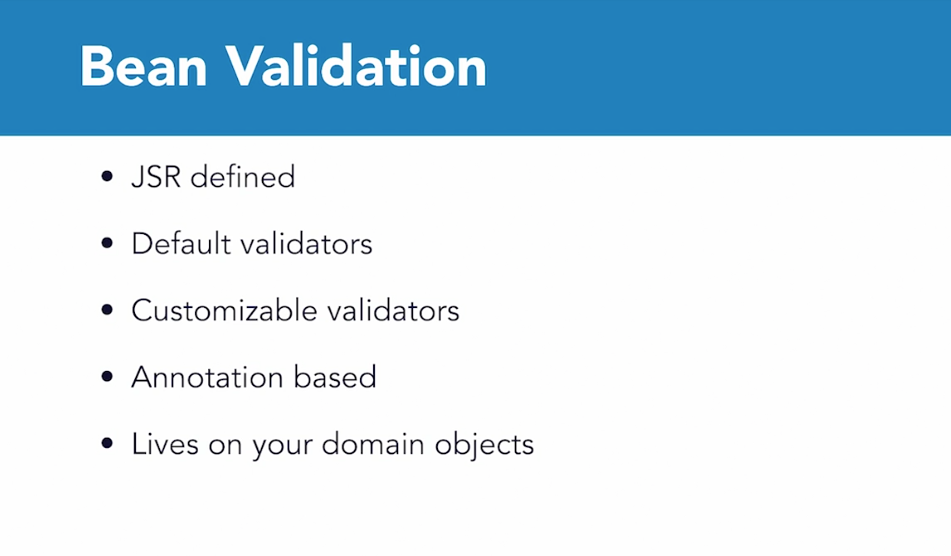 Bean Validation
• JSR defined
• Default validators
• Customizable validators
• Annotation based
• Lives on your domain objects